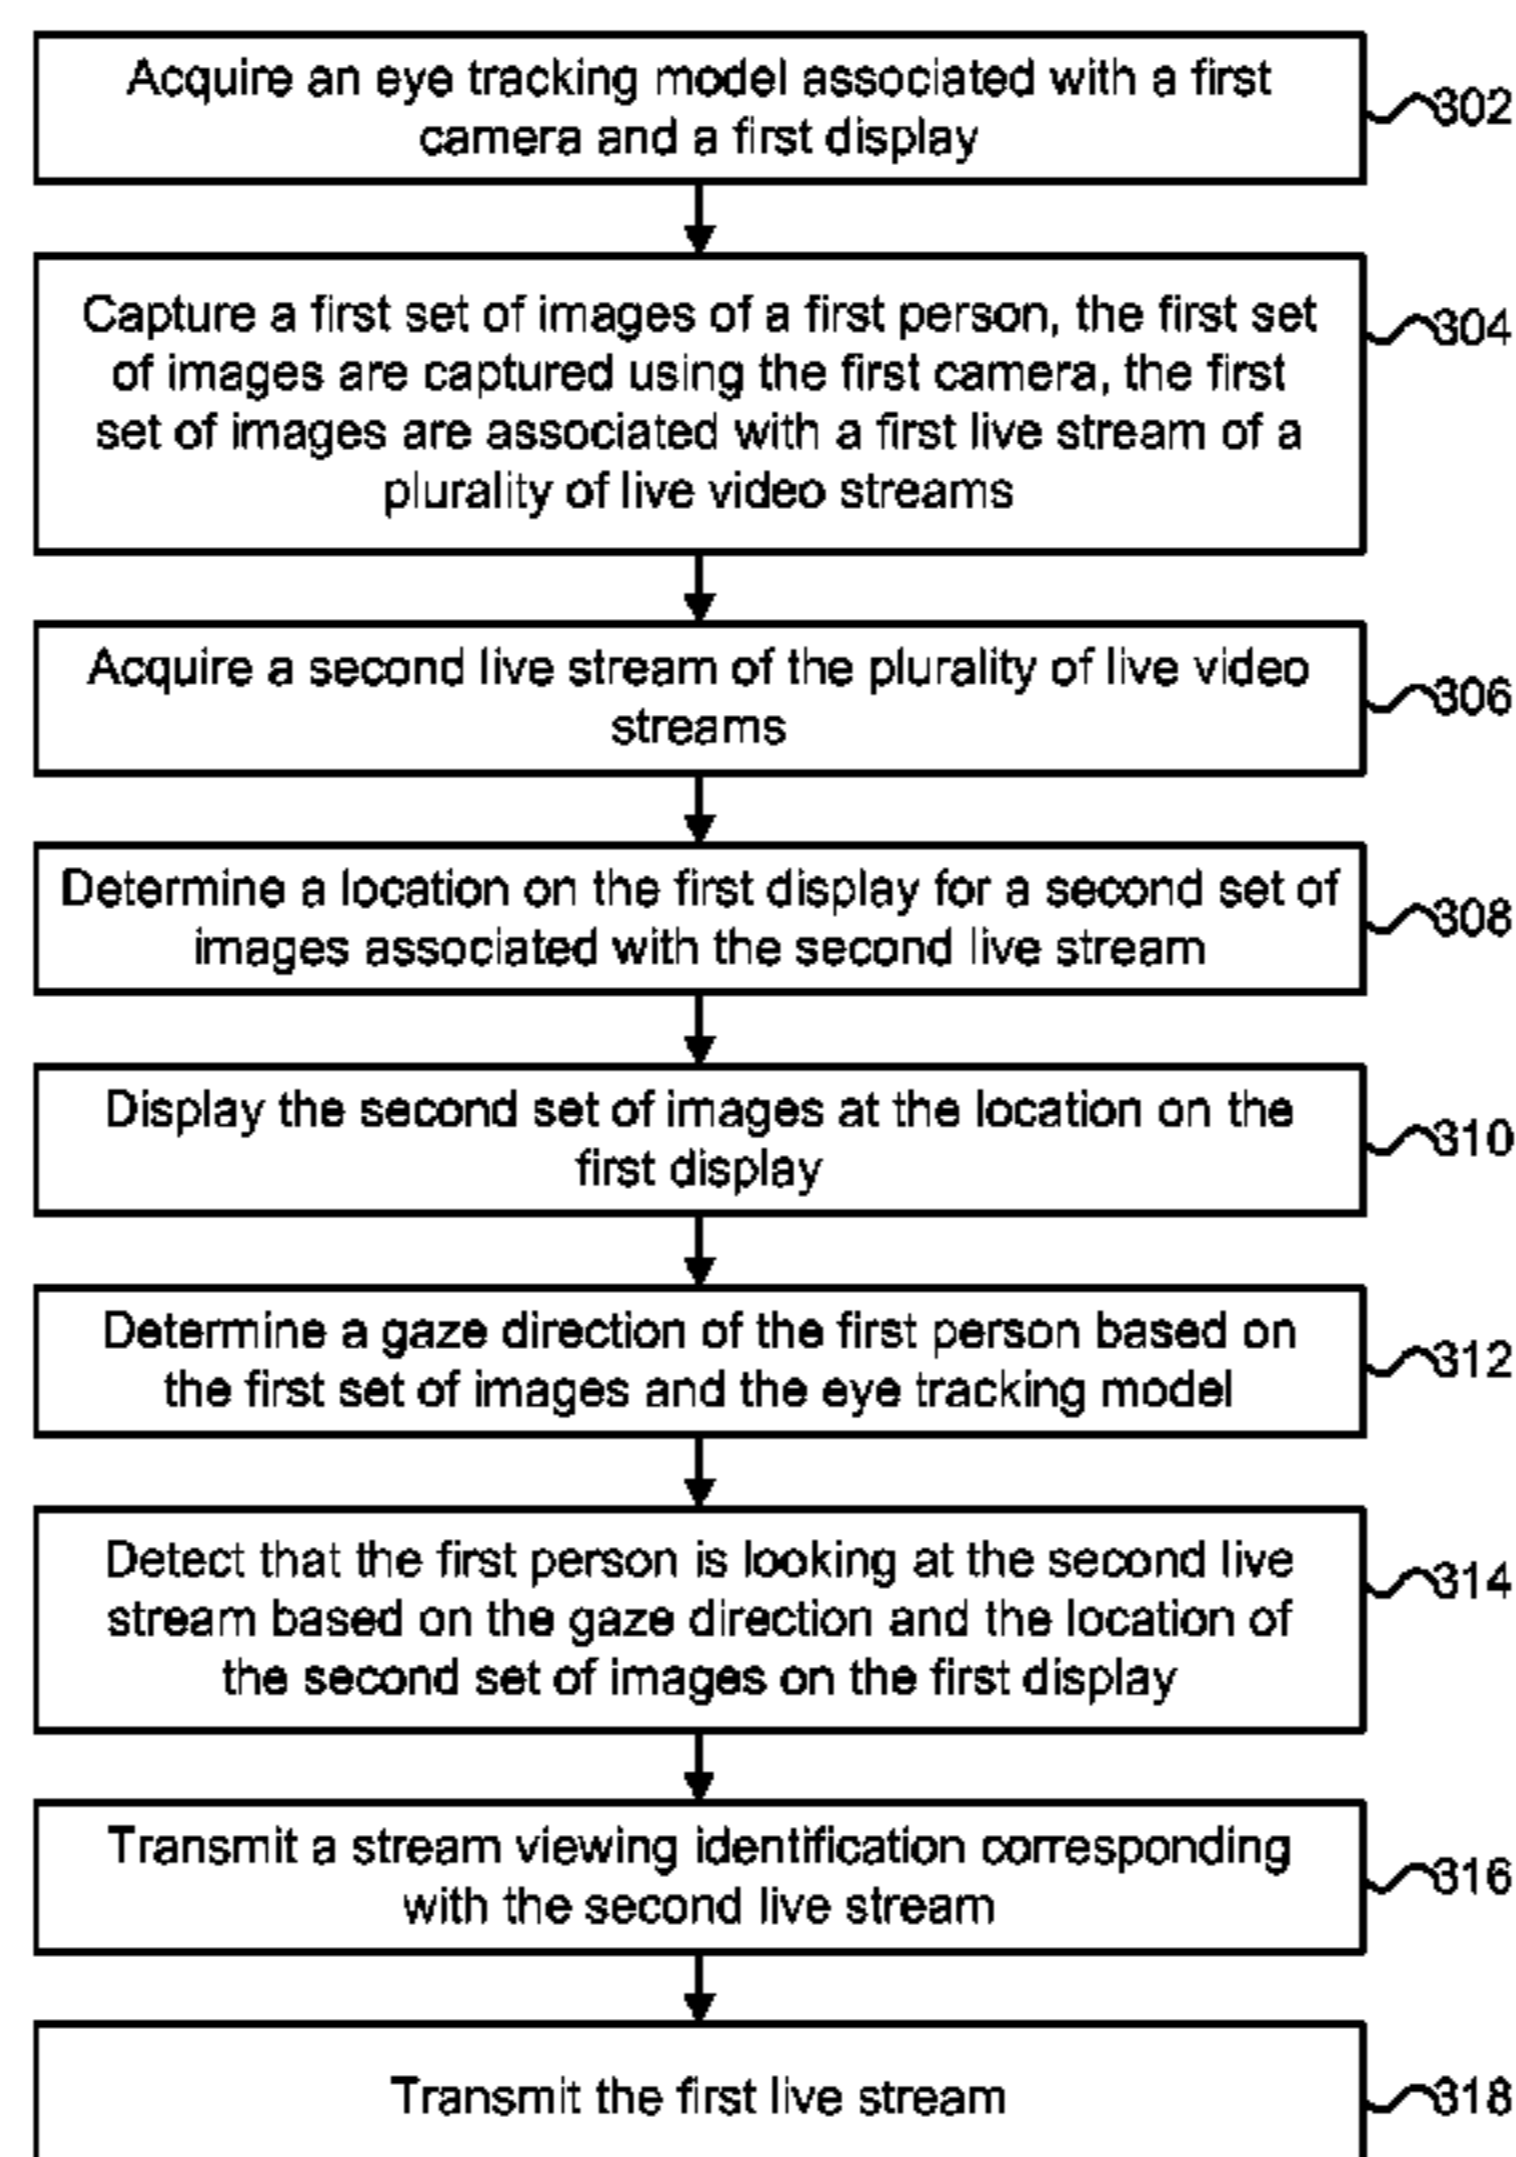 Acquire an eye tracking model associated with a first
camera and a first display
302
Capture a first set of images of a first person, the first set
of images are captured using the first camera, the first
set of images are associated with a first live stream of a
plurality of live video streams
304
Acquire a second live stream of the plurality of live video
streams
306
Determine a location on the first display for a second set of
images associated with the second live stream
308
Display the second set of images at the location on the
first display
310
Determine a gaze direction of the first person based on
the first set of images and the eye tracking model
312
Detect that the first person is looking at the second live
stream based on the gaze direction and the location of
the second set of images on the first display
314
Transmit a stream viewing identification corresponding
with the second live stream
316
Transmit the first live stream
318